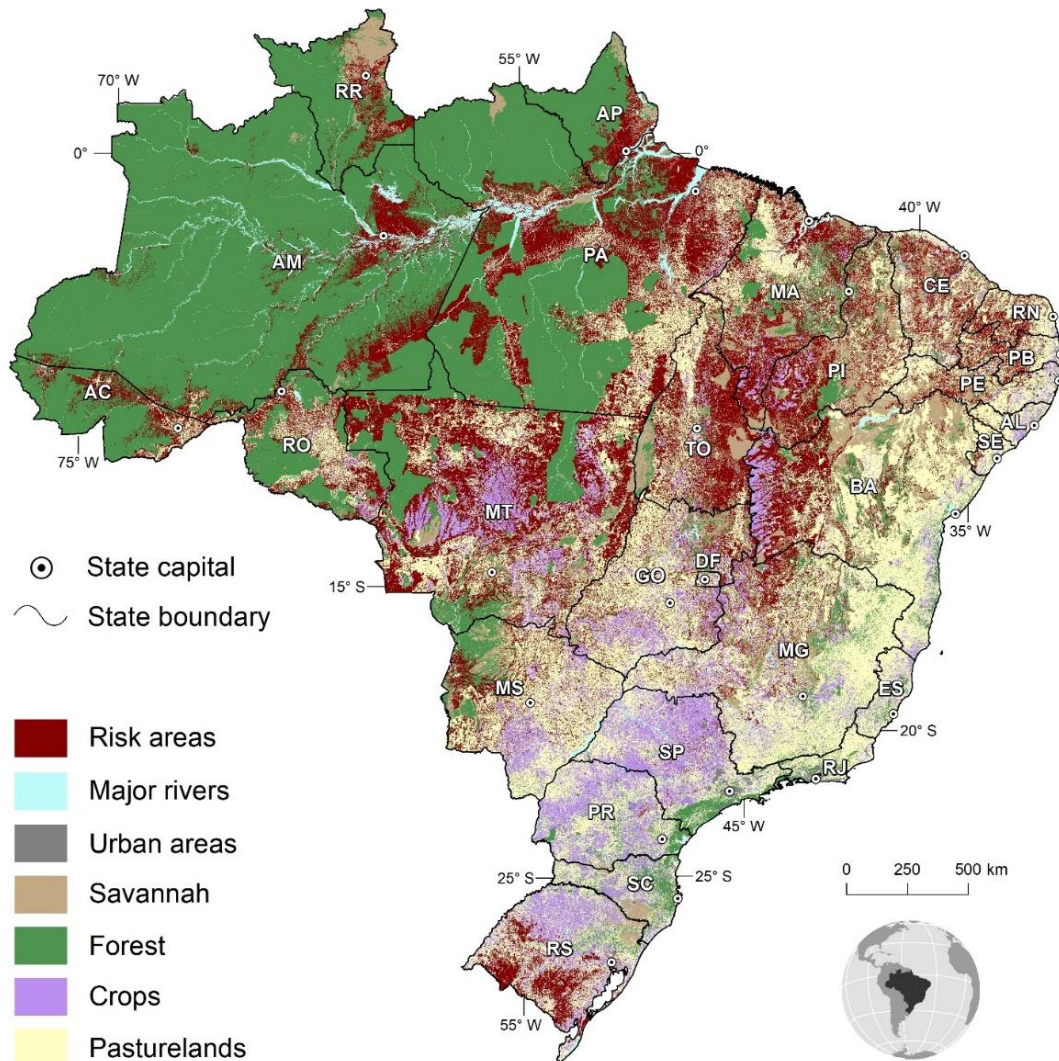 55° W
70° W
RR
AP
0°
0°
40° W
AM
PA
MA
CE
RN
PB
PI
PE
AC
AL
SE
RO
TO
75° W
BA
MT
35° W
State capital
15° S
GO
DF
State boundary
MG
MS
ES
20° S
Risk areas
SP
RJ
Major rivers
45° W
PR
Urban areas
25° S
SC
25° S
0 250 500 km
Savannah
Forest
RS
Crops
55° W
Pasturelands